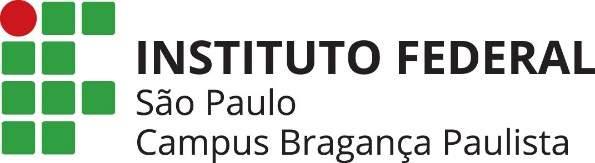 INSTITUTO FEDERAL
São Paulo
Campus Bragança Paulista